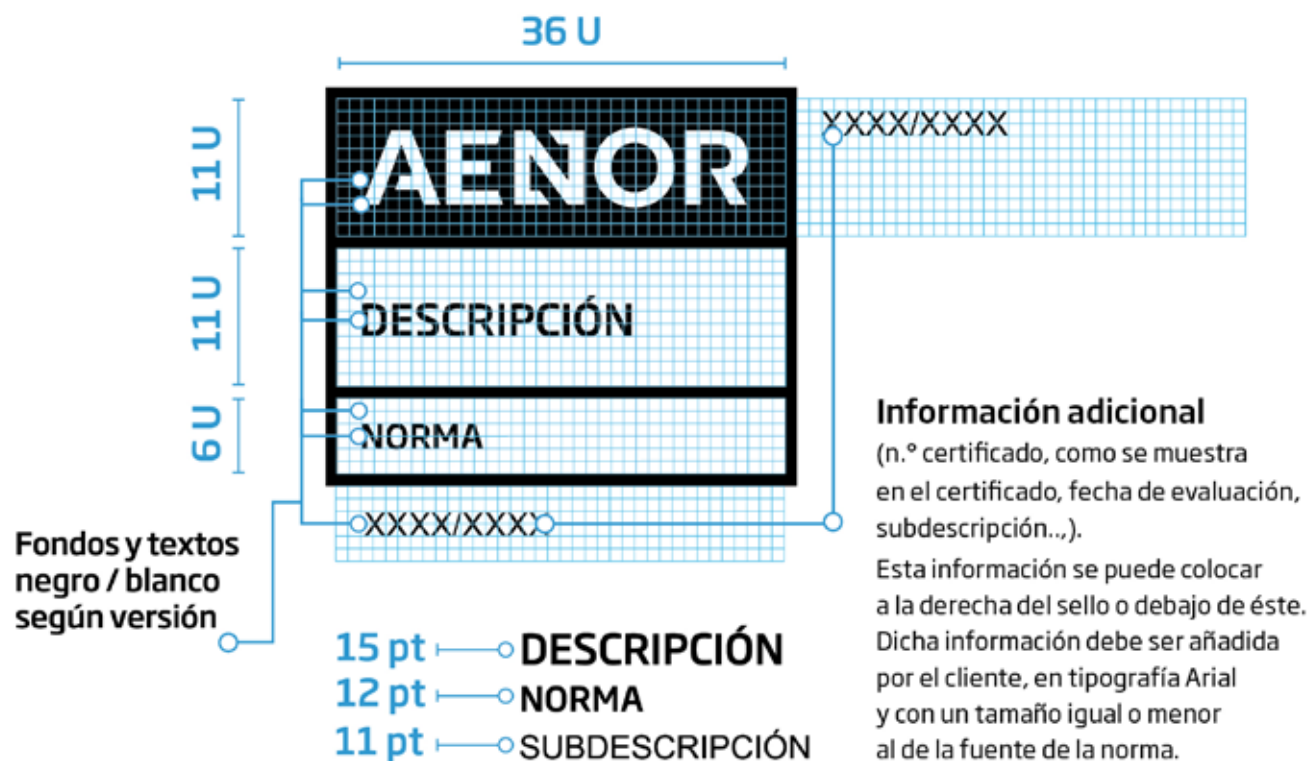 36 U
11 U
AENOR
XXXX/XXXX
11 U
DESCRIPCIÓN
6 U
NORMA
XXXX/XXXX
Fondos y textos
negro / blanco
según versión
15 pt DESCRIPCIÓN
12 pt NORMA
11 pt SUBDESCRIPCIÓN
Información adicional
(n.º certificado, como se muestra
en el certificado, fecha de evaluación,
subdescripción..,).
Esta información se puede colocar
a la derecha del sello o debajo de éste.
Dicha información debe ser añadida
por el cliente, en tipografía Arial
y con un tamaño igual o menor
al de la fuente de la norma.